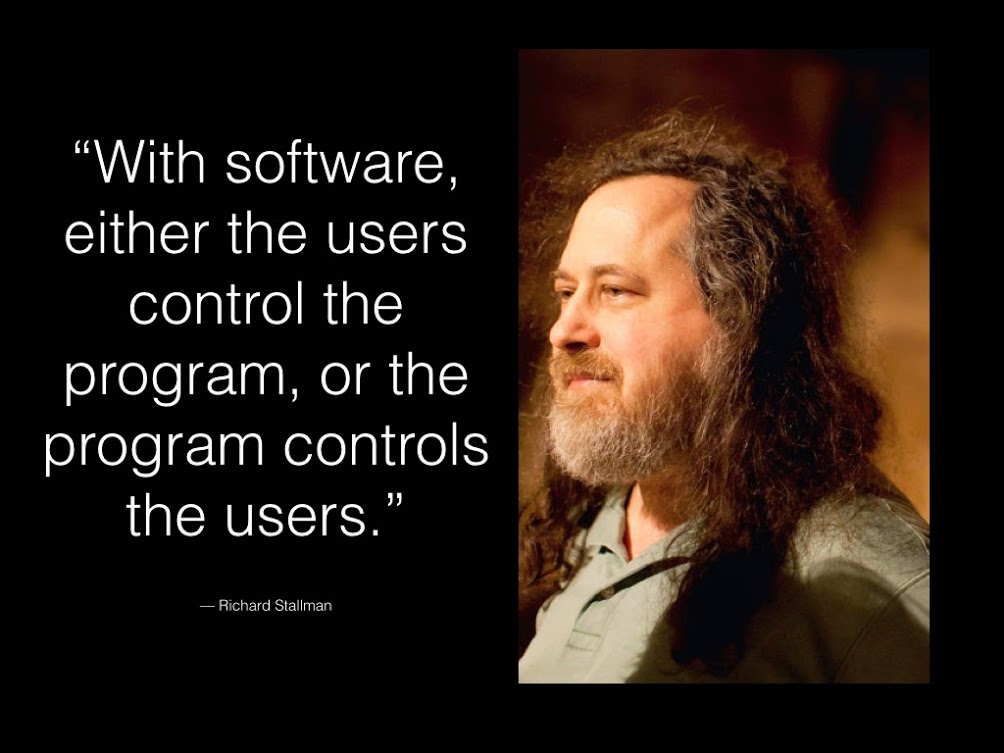 “With software,
either the users
control the
program, or the
program controls
the users.”
— Richard Stallman